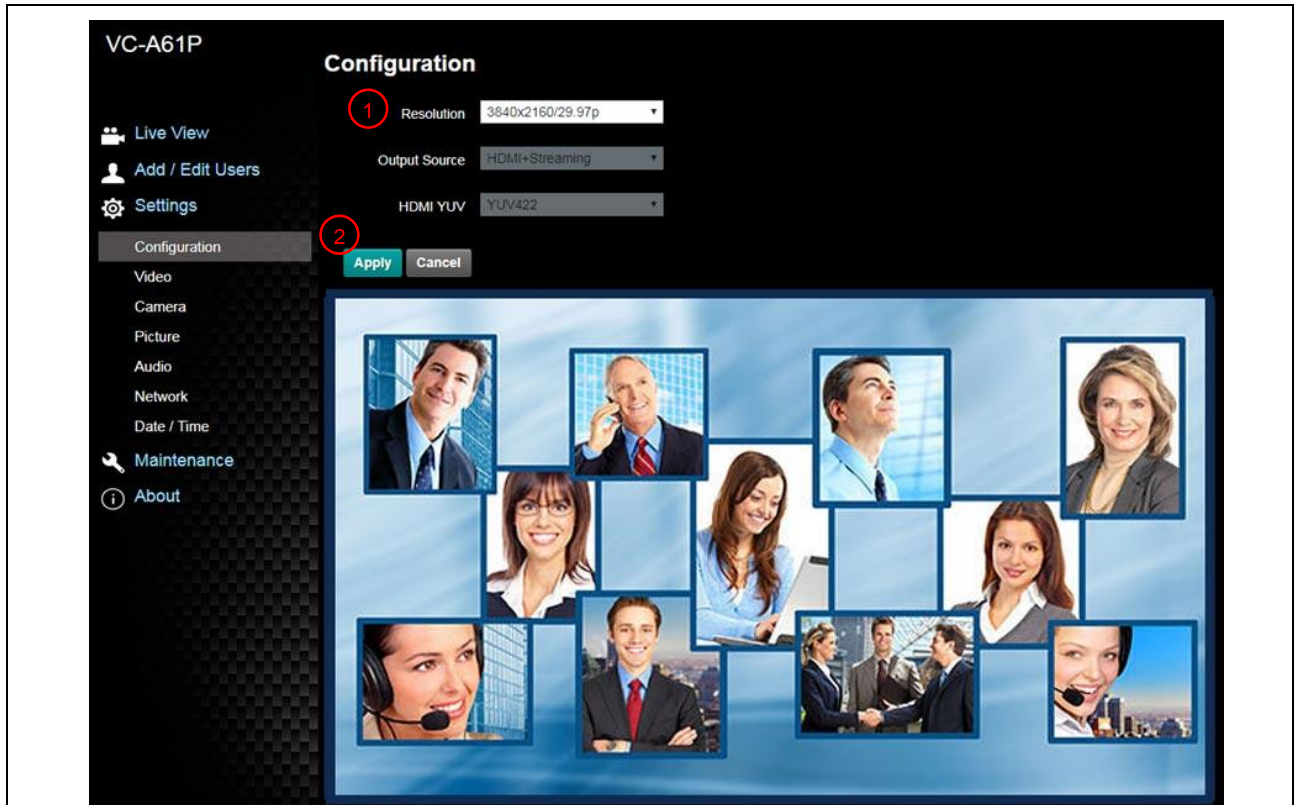 VC-A61P
Configuration
1 Resolution 3840x2160/29.97p
Output Source HDMI+Streaming
HDMI YUV YUV422
2
Apply Cancel
Live View
Add / Edit Users
Settings
Configuration
Video
Camera
Picture
Audio
Network
Date / Time
Maintenance
About